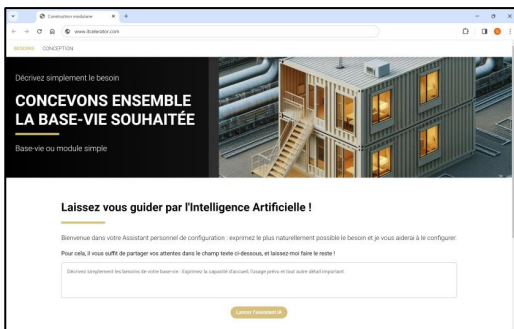 Construction modulaire
www.itcelerator.com
BESOINS CONCEPTION
Décrivez simplement le besoin
CONCEVONS ENSEMBLE
LA BASE-VIE SOUHAITÉE
Base-vie ou module simple
Laissez vous guider par l'Intelligence Artificielle !
Bienvenue dans votre Assistant personnel de configuration : exprimez le plus naturellement possible le besoin et je vous aiderai à le configurer.
Pour cela, il vous suffit de partager vos attentes dans le champ texte ci-dessous, et laissez-moi faire le reste !
Décrivez simplement les besoins de votre base-vie : Exprimez la capacité d'accueil, l'usage prévu et tout autre détail important.
Laisser l'assistant IA